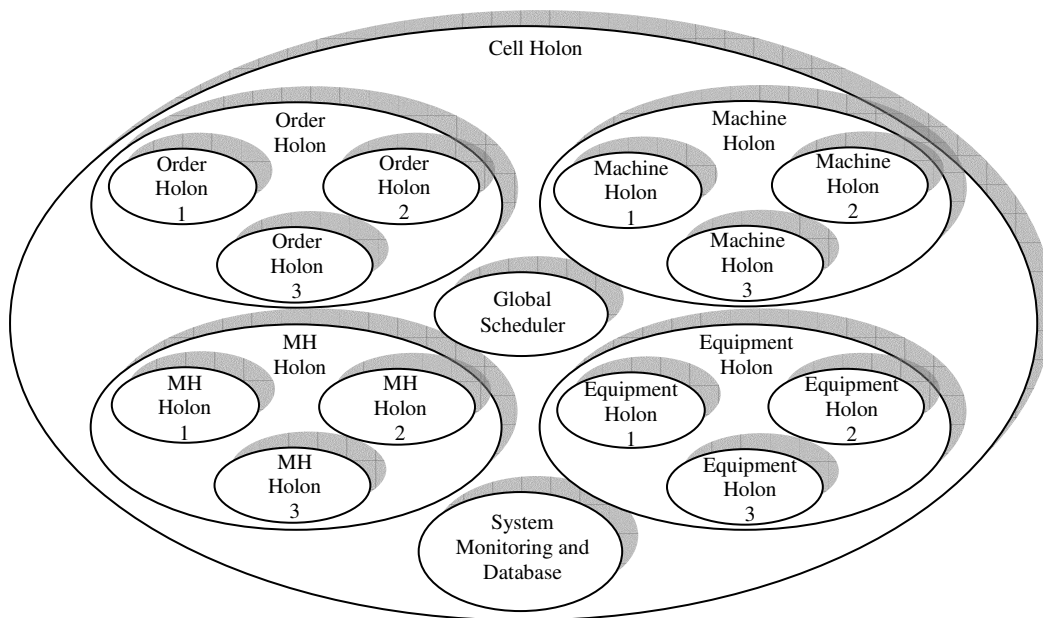 Cell Holon
Order
Holon
Order
Holon
1
Order
Holon
2
Order
Holon
3
Machine
Holon
Machine
Holon
1
Machine
Holon
2
Machine
Holon
3
Global
Scheduler
MH
Holon
MH
Holon
1
MH
Holon
2
MH
Holon
3
Equipment
Holon
Equipment
Holon
1
Equipment
Holon
2
Equipment
Holon
3
System
Monitoring and
Database